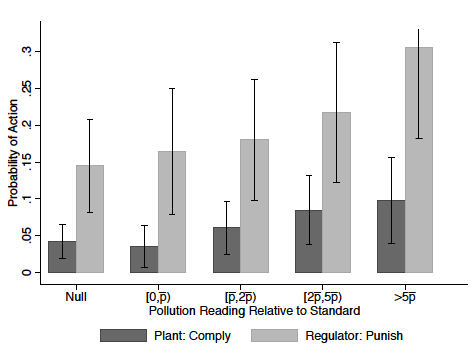 .3
.25
.2
.15
.1
.05
0
Probability of Action
Null [0,p̅) [p̅,2p̅) [2p̅,5p̅) >5p̅
Pollution Reading Relative to Standard
Plant: Comply Regulator: Punish